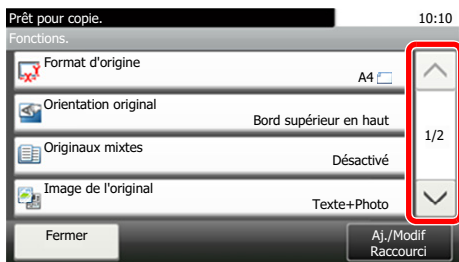 Prêt pour copie. 10:10
Fonctions.
Format d'origine
A4
Orientation original
Bord supérieur en haut
1/2
Originaux mixtes
Désactivé
Image de l'original
Texte+Photo
Fermer
Aj./Modif
Raccourci